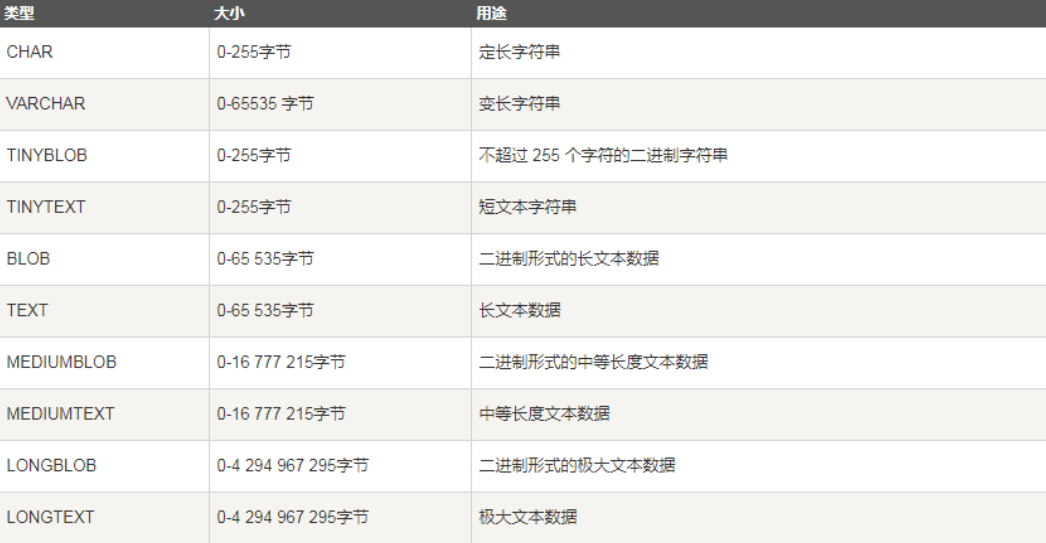 类型 大小 用途
CHAR 0-255字节 定长字符串
VARCHAR 0-65535 字节 变长字符串
TINYBLOB 0-255字节 不超过 255 个字符的二进制字符串
TINYTEXT 0-255字节 短文本字符串
BLOB 0-65 535字节 二进制形式的长文本数据
TEXT 0-65 535字节 长文本数据
MEDIUMBLOB 0-16 777 215字节 二进制形式的中等长度文本数据
MEDIUMTEXT 0-16 777 215字节 中等长度文本数据
LONGBLOB 0-4 294 967 295字节 二进制形式的极大文本数据
LONGTEXT 0-4 294 967 295字节 极大文本数据